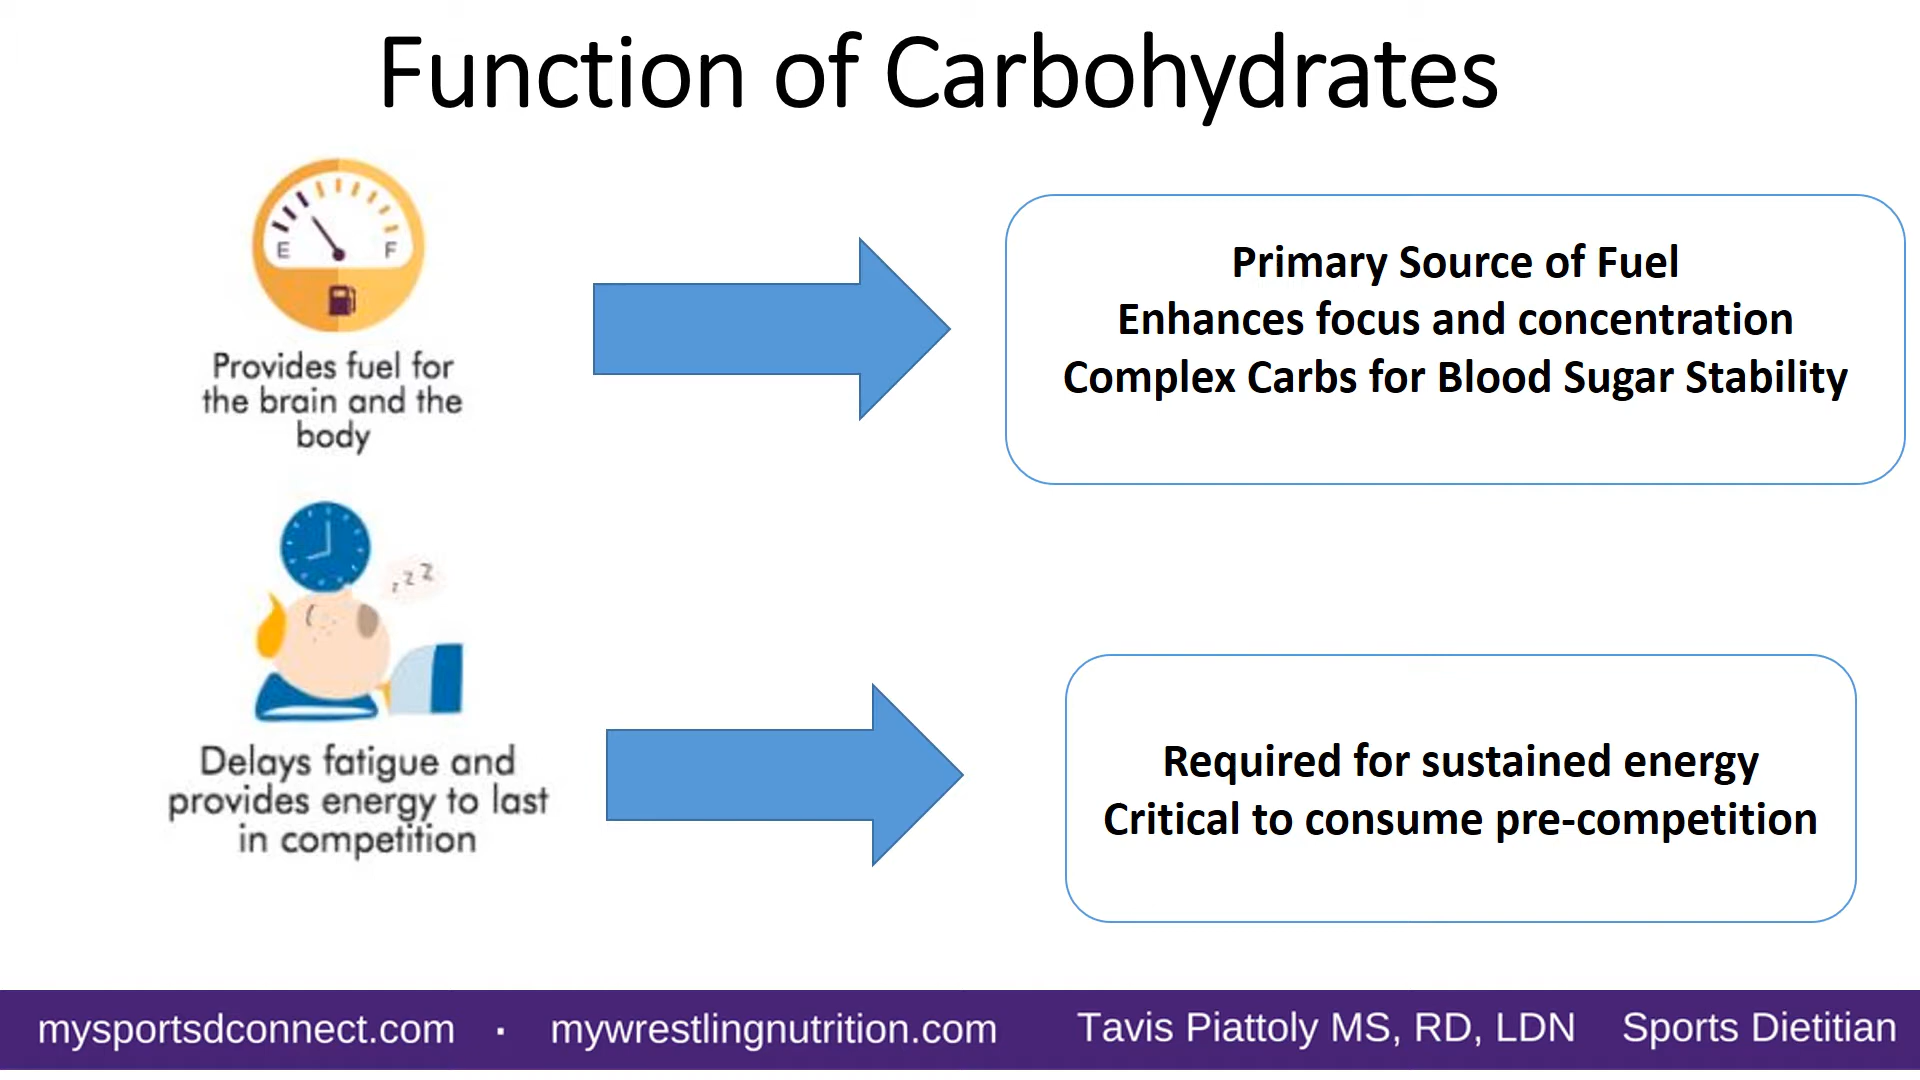 Function of Carbohydrates
E F
Provides fuel for
the brain and the
body
Primary Source of Fuel
Enhances focus and concentration
Complex Carbs for Blood Sugar Stability
z z z
Delays fatigue and
provides energy to last
in competition
Required for sustained energy
Critical to consume pre-competition
mysportsdconnect.com · mywrestlingnutrition.com Tavis Piattoly MS, RD, LDN Sports Dietitian